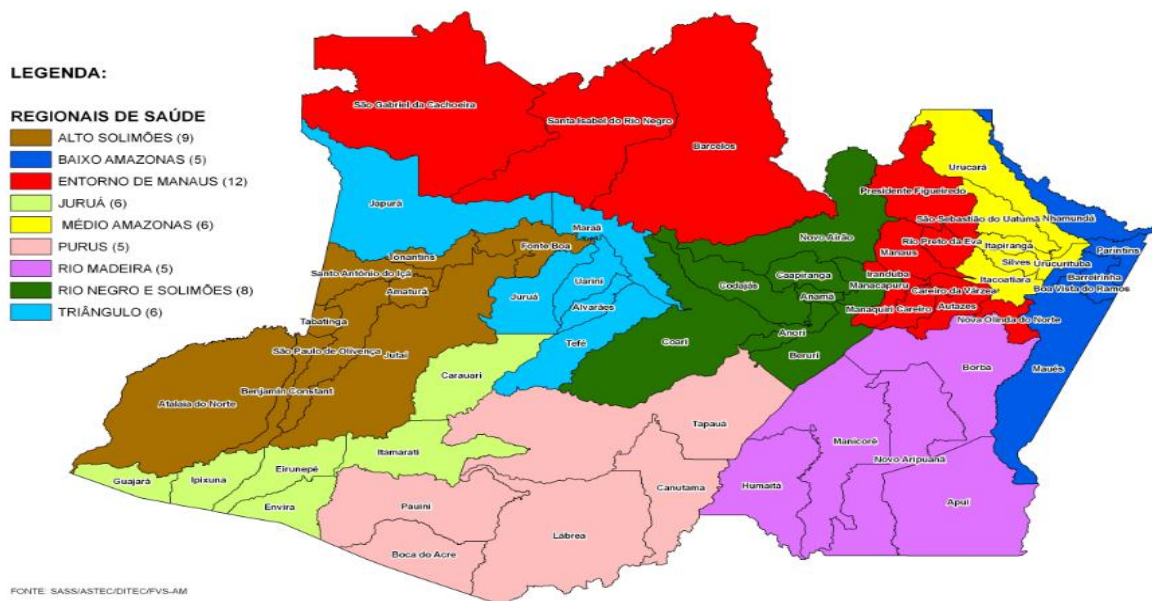 LEGENDA:
REGIONAIS DE SAÚDE
ALTO SOLIMÕES (9)
BAIXO AMAZONAS (5)
ENTORNO DE MANAUS (12)
JURUÁ (6)
MÉDIO AMAZONAS (6)
PURUS (5)
RIO MADEIRA (5)
RIO NEGRO E SOLIMÕES (8)
TRIÂNGULO (6)
São Gabriel da Cachoeira
Santa Isabel do Rio Negro
Barcelos
Urucará
Presidente Figueiredo
Japurá
Maraã
São Sebastião do Uatumã
Nhamundá
Novo Airão
Rio Preto da Eva
Itapiranga
Parintins
Fonte Boa
Tonantins
Manaus
Silves
Urucurituba
Santo Antônio do Içá
Uarini
Caapiranga
Iranduba
Itacoatiara
Barreirinha
Codajás
Manacapuru
Careiro da Várzea
Boa Vista do Ramos
Amaturá
Juruá
Alvarães
Anamã
Manaquiri
Careiro
Autazes
Nova Olinda do Norte
Tabatinga
Anori
Tefé
Coari
Beruri
São Paulo de Olivença
Jutaí
Carauari
Borba
Maués
Benjamin Constant
Atalaia do Norte
Tapauá
Manicoré
Itamarati
Novo Aripuanã
Eirunepé
Guajará
Ipixuna
Canutama
Humaitá
Apuí
Envira
Pauini
Lábrea
Boca do Acre
FONTE: SASS/ASTEC/DITEC/FVS-AM